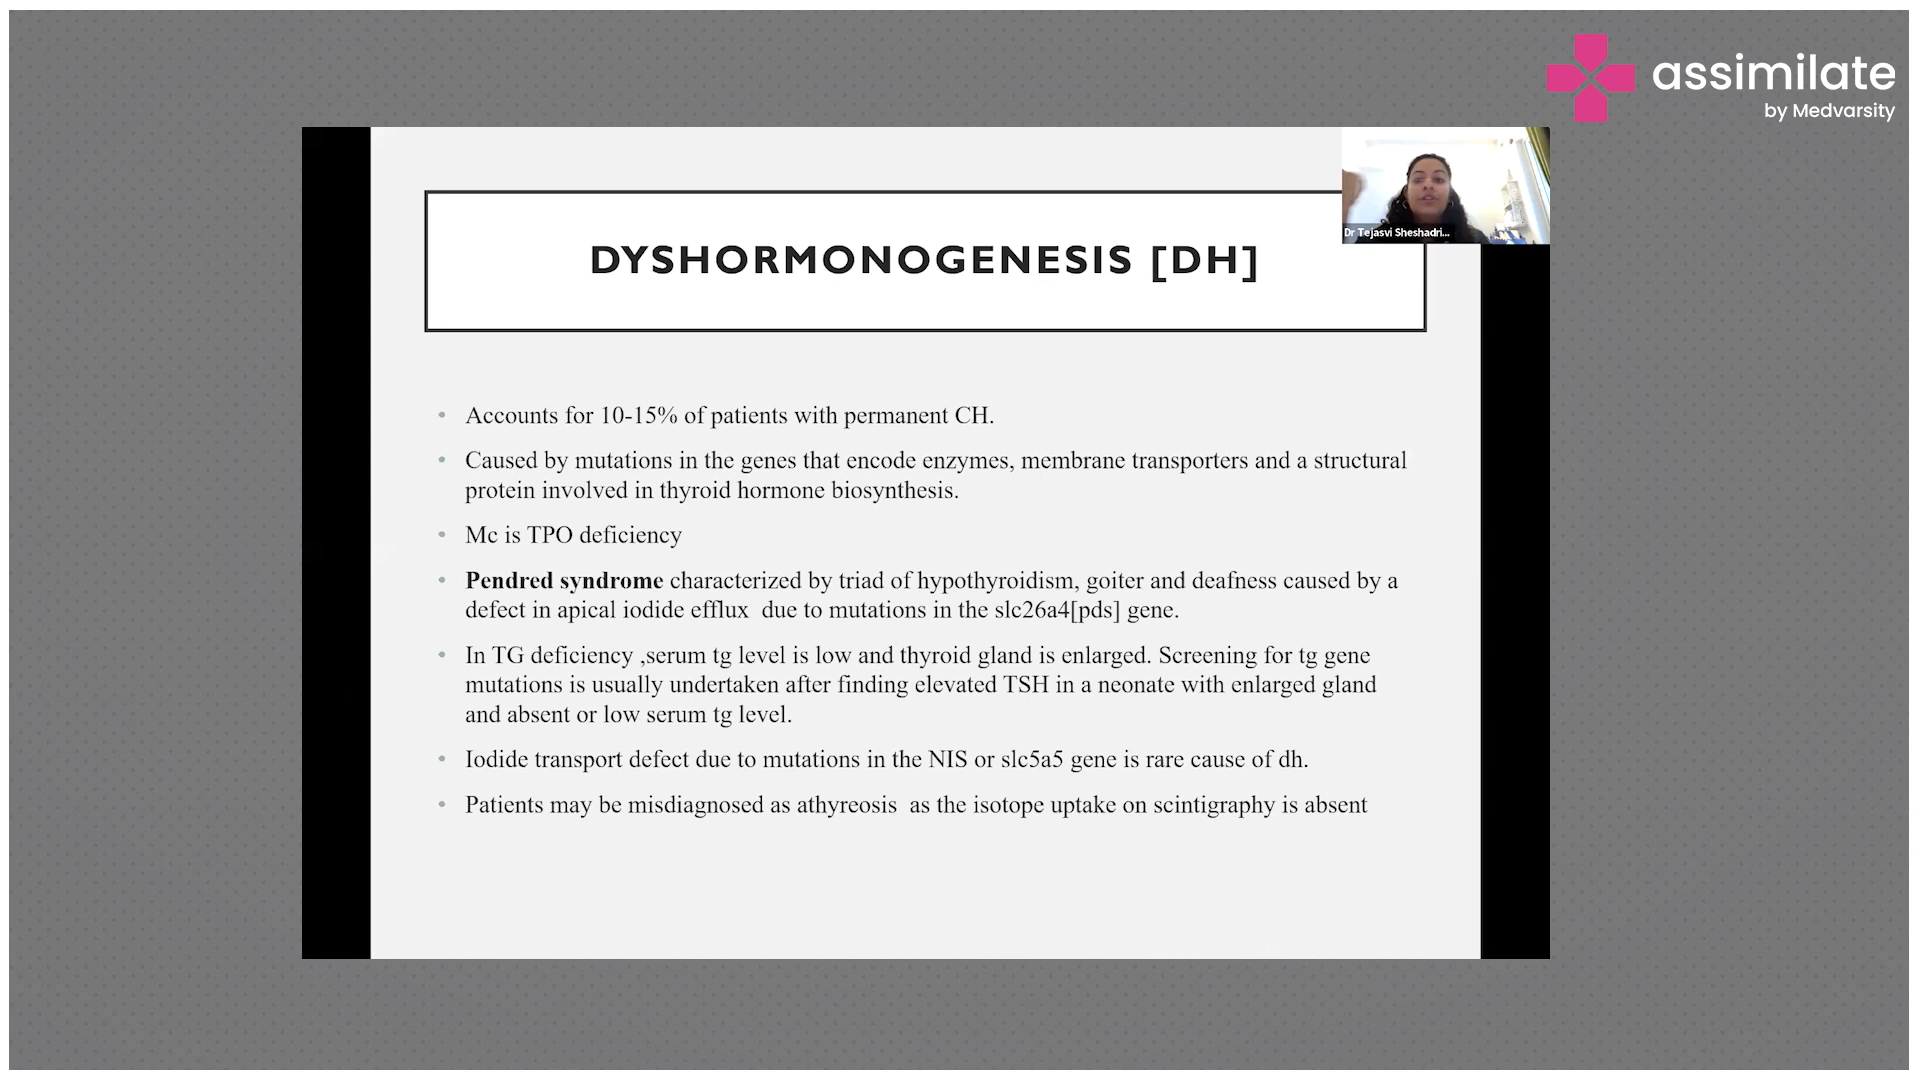 assimilate
by Medvarsity
Dr Tejasvi Sheshadri...
DYSHORMONOGENESIS [DH]
• Accounts for 10-15% of patients with permanent CH.
• Caused by mutations in the genes that encode enzymes, membrane transporters and a structural
protein involved in thyroid hormone biosynthesis.
• Mc is TPO deficiency
• Pendred syndrome characterized by triad of hypothyroidism, goiter and deafness caused by a
defect in apical iodide efflux  due to mutations in the slc26a4[pds] gene.
• In TG deficiency ,serum tg level is low and thyroid gland is enlarged. Screening for tg gene
mutations is usually undertaken after finding elevated TSH in a neonate with enlarged gland
and absent or low serum tg level.
• Iodide transport defect due to mutations in the NIS or slc5a5 gene is rare cause of dh.
• Patients may be misdiagnosed as athyreosis  as the isotope uptake on scintigraphy is absent